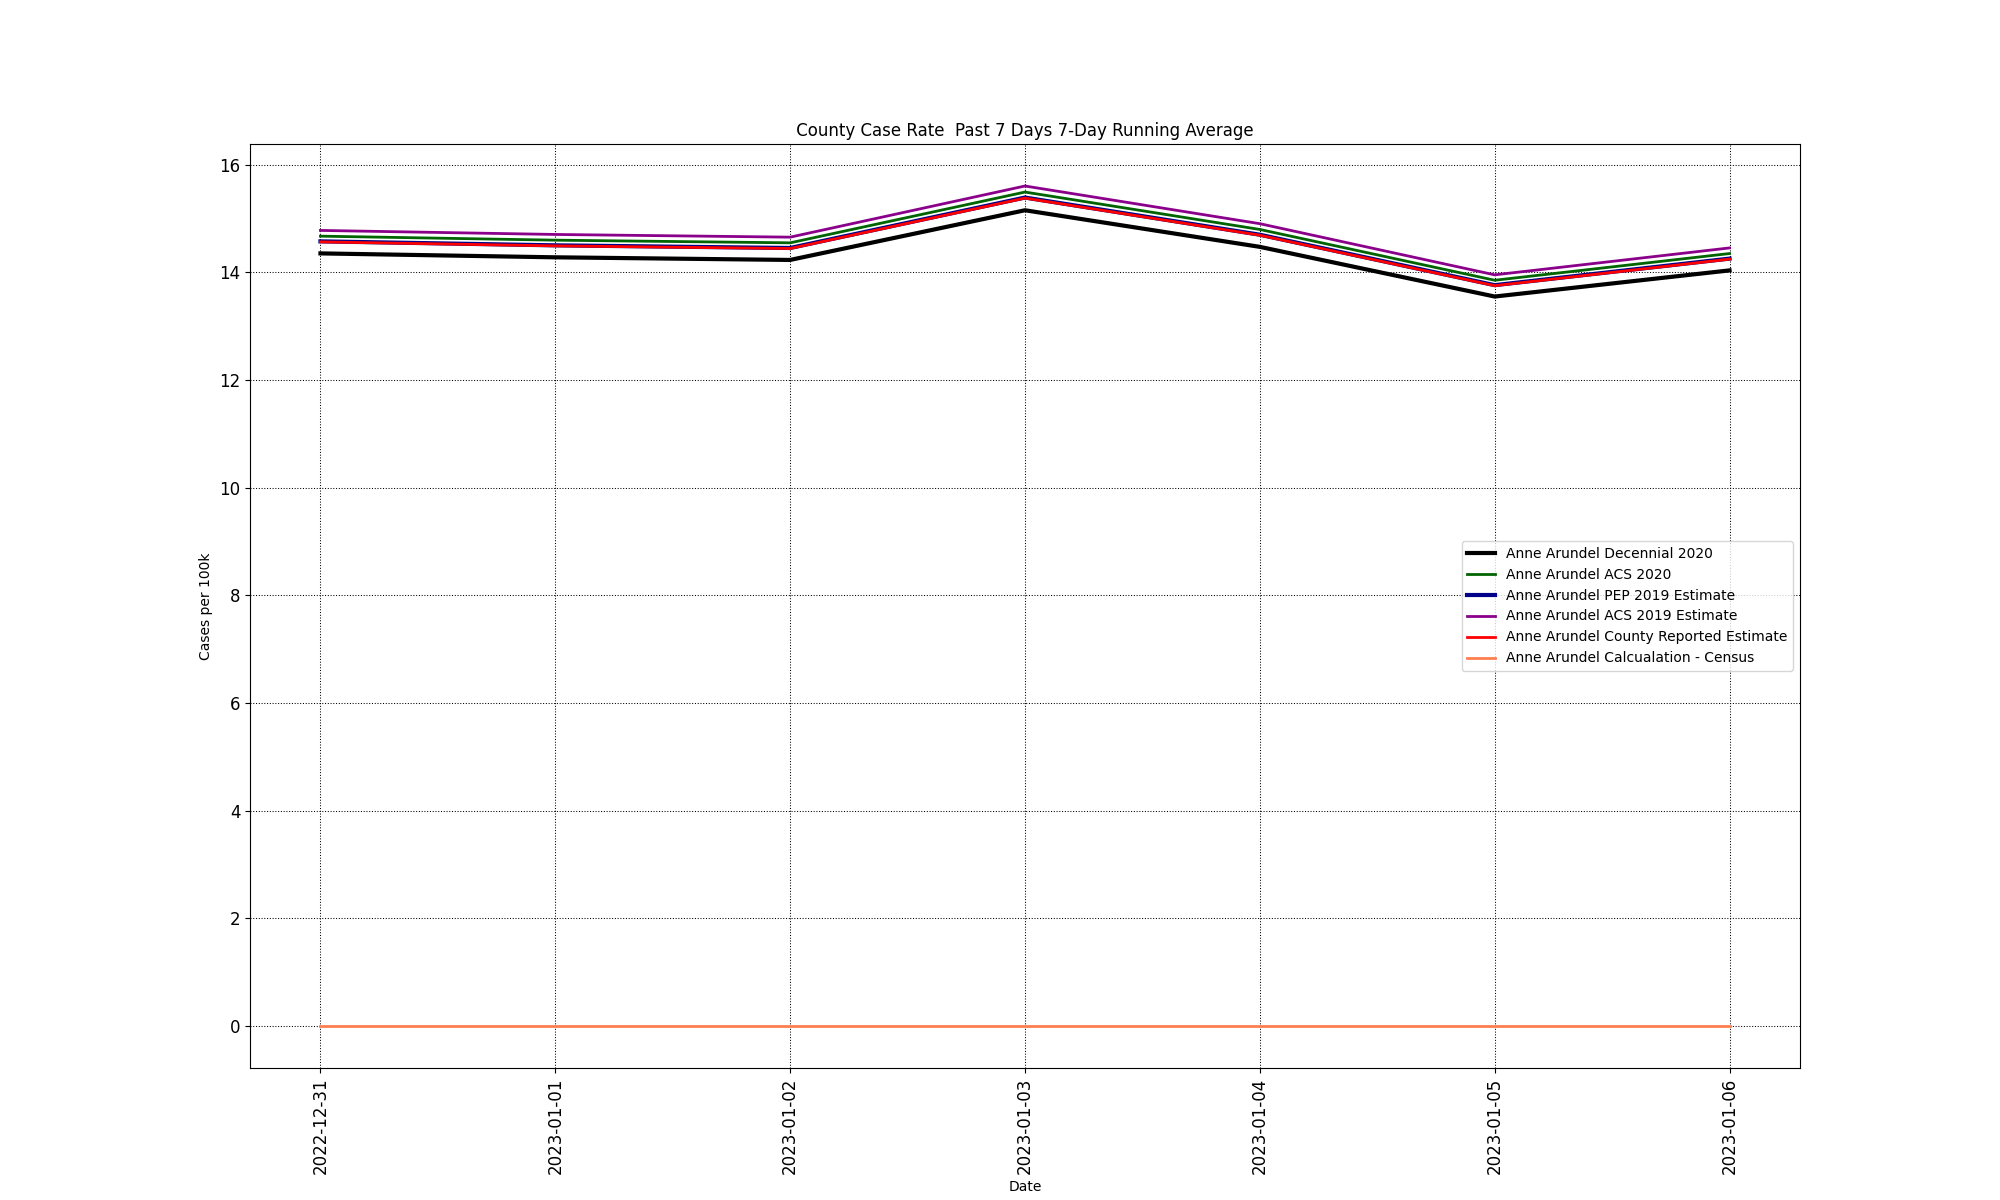 County Case Rate  Past 7 Days 7-Day Running Average
16
14
12
10
8
6
4
2
0
Cases per 100k
Anne Arundel Decennial 2020
Anne Arundel ACS 2020
Anne Arundel PEP 2019 Estimate
Anne Arundel ACS 2019 Estimate
Anne Arundel County Reported Estimate
Anne Arundel Calcualation - Census
2022-12-31
2023-01-01
2023-01-02
2023-01-03
2023-01-04
2023-01-05
2023-01-06
Date